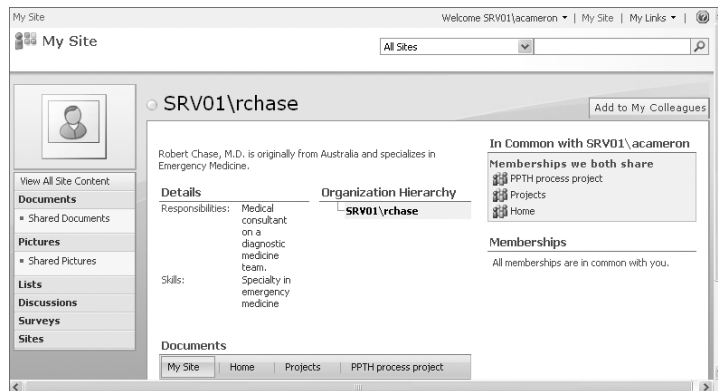 My Site
Welcome SRV01\acameron ▾ | My Site | My Links ▾ |
My Site
All Sites
SRV01\rchase
Add to My Colleagues
View All Site Content
Documents
Shared Documents
Pictures
Shared Pictures
Lists
Discussions
Surveys
Sites
Robert Chase, M.D. is originally from Australia and specializes in
Emergency Medicine.
Details
Responsibilities: Medical
consultant
on a
diagnostic
medicine
team.
Skills: Specialty in
emergency
medicine
Organization Hierarchy
SRV01\rchase
In Common with SRV01\acameron
Memberships we both share
PPTH process project
Projects
Home
Memberships
All memberships are in common with you.
Documents
My Site | Home | Projects | PPTH process project